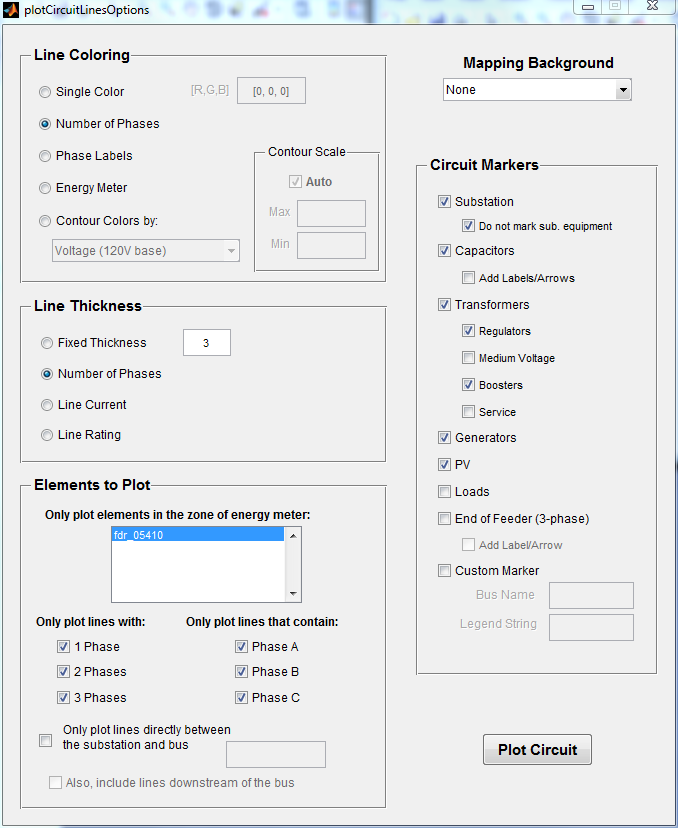 plotCircuitLinesOptions
Line Coloring
Single Color
[R,G,B]
[0, 0, 0]
Number of Phases
Phase Labels
Energy Meter
Contour Colors by:
Voltage (120V base)
Contour Scale
Auto
Max
Min
Line Thickness
Fixed Thickness
3
Number of Phases
Line Current
Line Rating
Elements to Plot
Only plot elements in the zone of energy meter:
fdr_05410
Only plot lines with:
1 Phase
2 Phases
3 Phases
Only plot lines that contain:
Phase A
Phase B
Phase C
Only plot lines directly between
the substation and bus
Also, include lines downstream of the bus
Mapping Background
None
Circuit Markers
Substation
Do not mark sub. equipment
Capacitors
Add Labels/Arrows
Transformers
Regulators
Medium Voltage
Boosters
Service
Generators
PV
Loads
End of Feeder (3-phase)
Add Label/Arrow
Custom Marker
Bus Name
Legend String
Plot Circuit